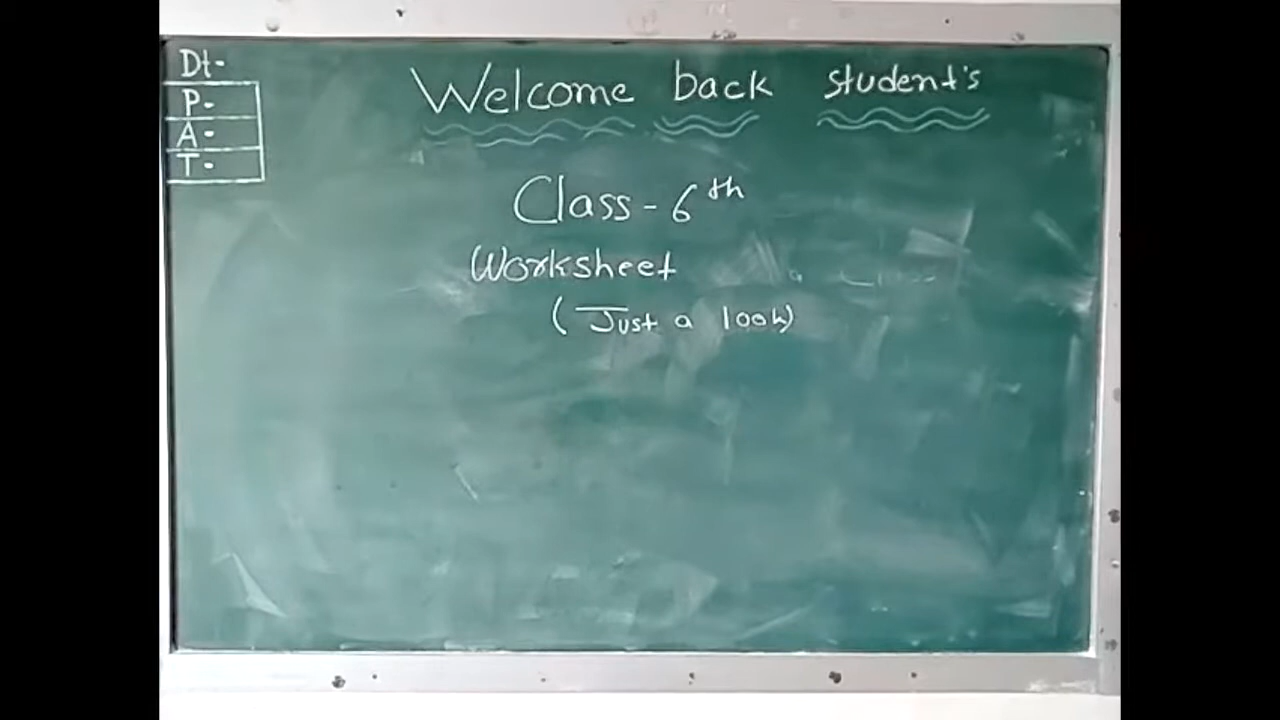 Dt-
P-
A-
T-
Welcome back student's
Class - 6th
Worksheet
(Just a look)